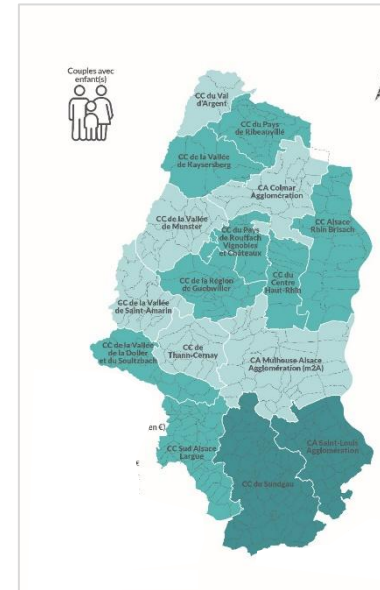 Couples avec
enfant(s)
A
CC du Val
d'Argent
CC du Pays
de Ribeauvillé
CC de la Vallée
de Kaysersberg
CA Colmar
Agglomération
CC de la Vallée
de Munster
CC du Pays
de Rouffach
Vignobles
et Châteaux
CC Alsace
Rhin Brisach
CC de la Région
de Guebwiller
CC du
Centre
Haut-Rhin
CC de la Vallée
de Saint-Amarin
CC de la Vallée
de la Doller
et du Soultzbach
CC de
Thann-Cernay
CA Mulhouse Alsace
Agglomération (m2A)
en €)
CC Sud Alsace
Largue
CA Saint-Louis
Agglomération
CC de Sundgau